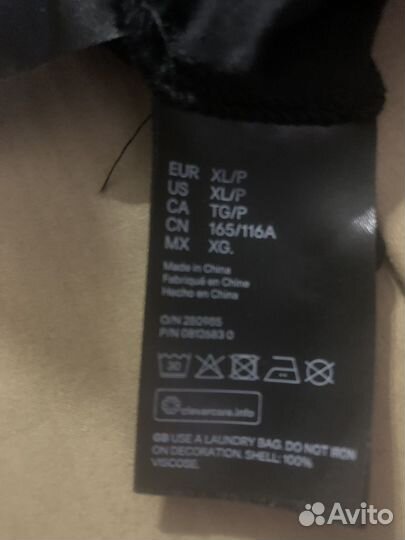 EUR XL/P
US XL/P
CA TG/P
CN 165/116A
MX XG.
Made in China
Fabriqué en Chine
Hecho en China
O/N 280985
P/N 0812683 0
30
clevercare.info
GB USE A LAUNDRY BAG. DO NOT IRON
ON DECORATION. SHELL: 100%
VISCOSE.
Avito